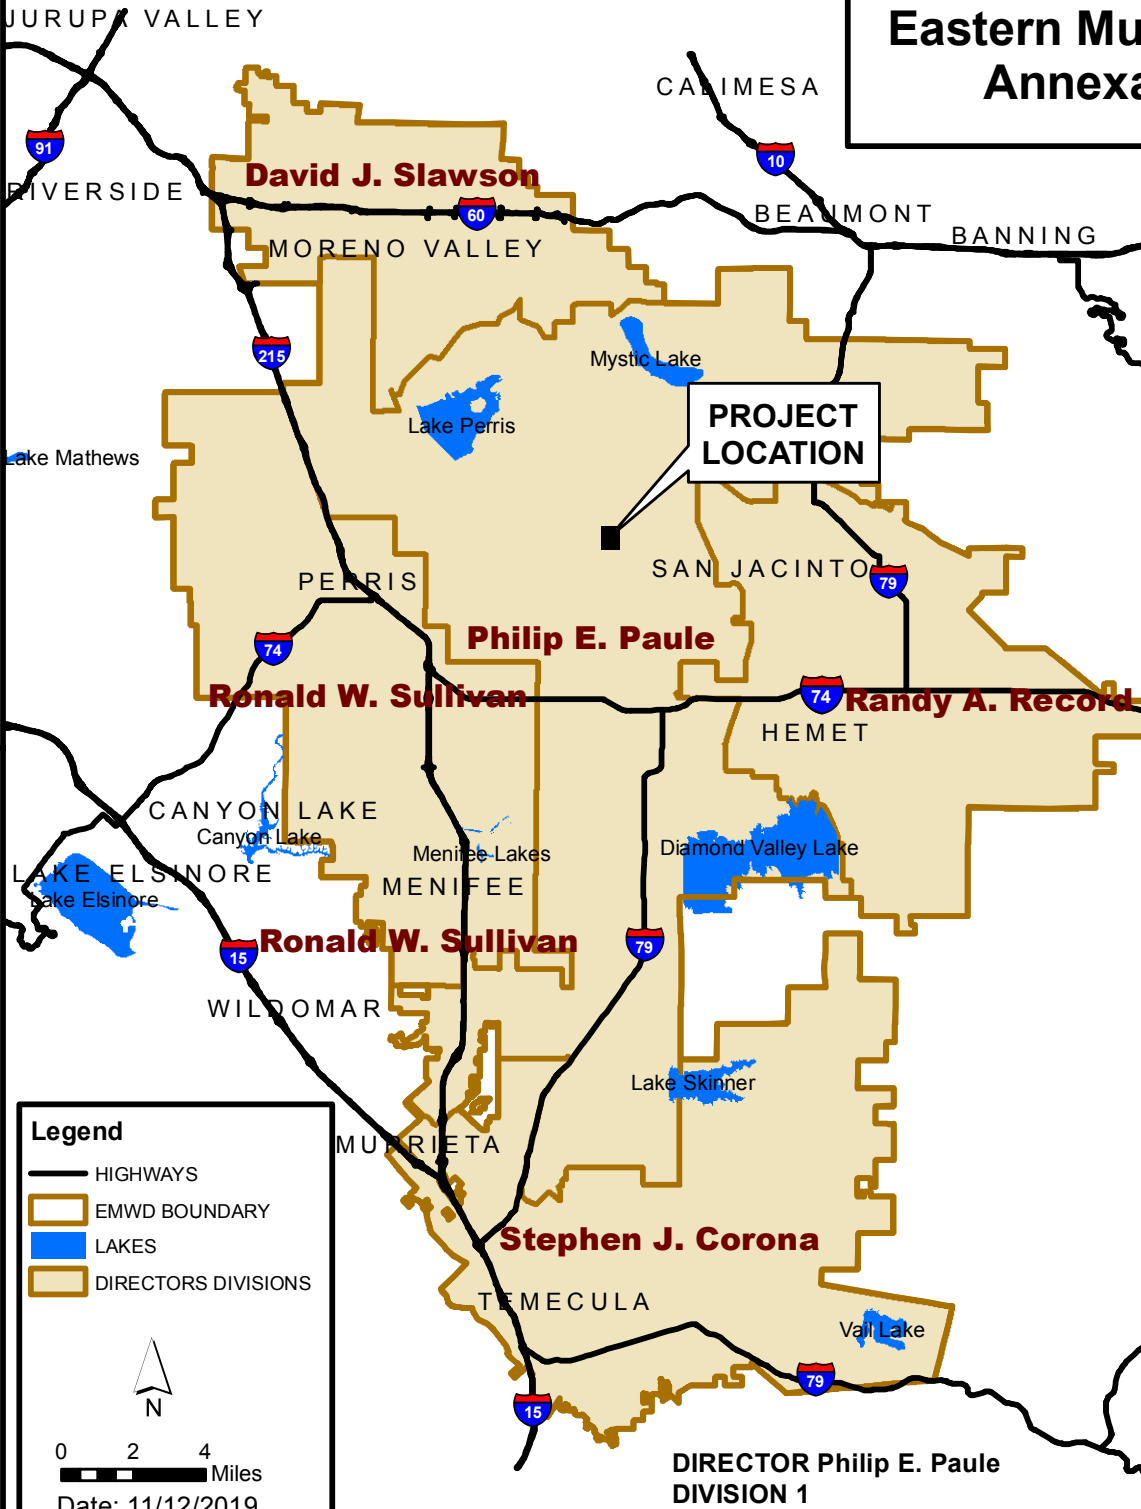 JURUPA VALLEY
Eastern Mu
Annexa
CALIMESA
91
10
David J. Slawson
RIVERSIDE
60
BEAUMONT
BANNING
MORENO VALLEY
215
Mystic Lake
Lake Perris
PROJECT
LOCATION
Lake Mathews
SAN JACINTO
79
PERRIS
Philip E. Paule
74
Ronald W. Sullivan
74
Randy A. Record
HEMET
CANYON LAKE
Canyon Lake
Menifee Lakes
Diamond Valley Lake
LAKE ELSINORE
MENIFEE
Lake Elsinore
Ronald W. Sullivan
79
15
WILDOMAR
Lake Skinner
Legend
MURRIETA
HIGHWAYS
EMWD BOUNDARY
LAKES
DIRECTORS DIVISIONS
Stephen J. Corona
TEMECULA
Vail Lake
79
N
15
0 2 4
Miles
Date: 11/12/2019
DIRECTOR Philip E. Paule
DIVISION 1